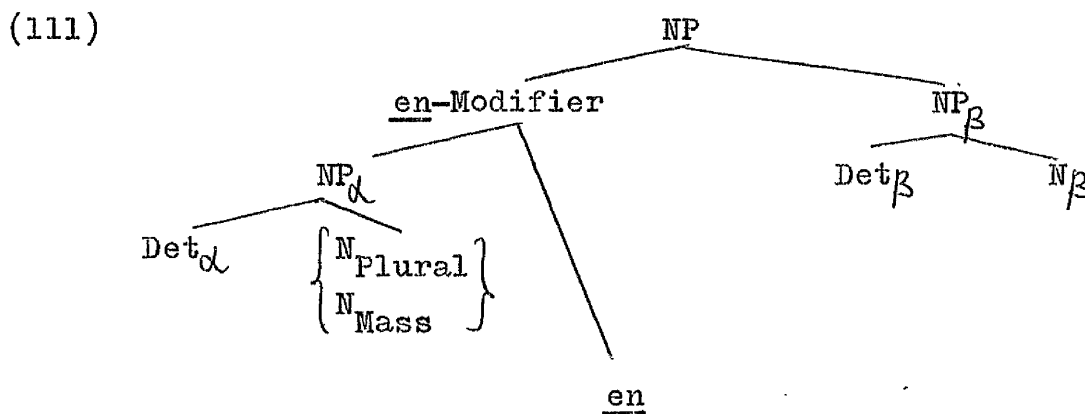 (111)
NP
en-Modifier NPβ
NPα Detβ Nβ
Detα { NPlural }
{ NMass }
en